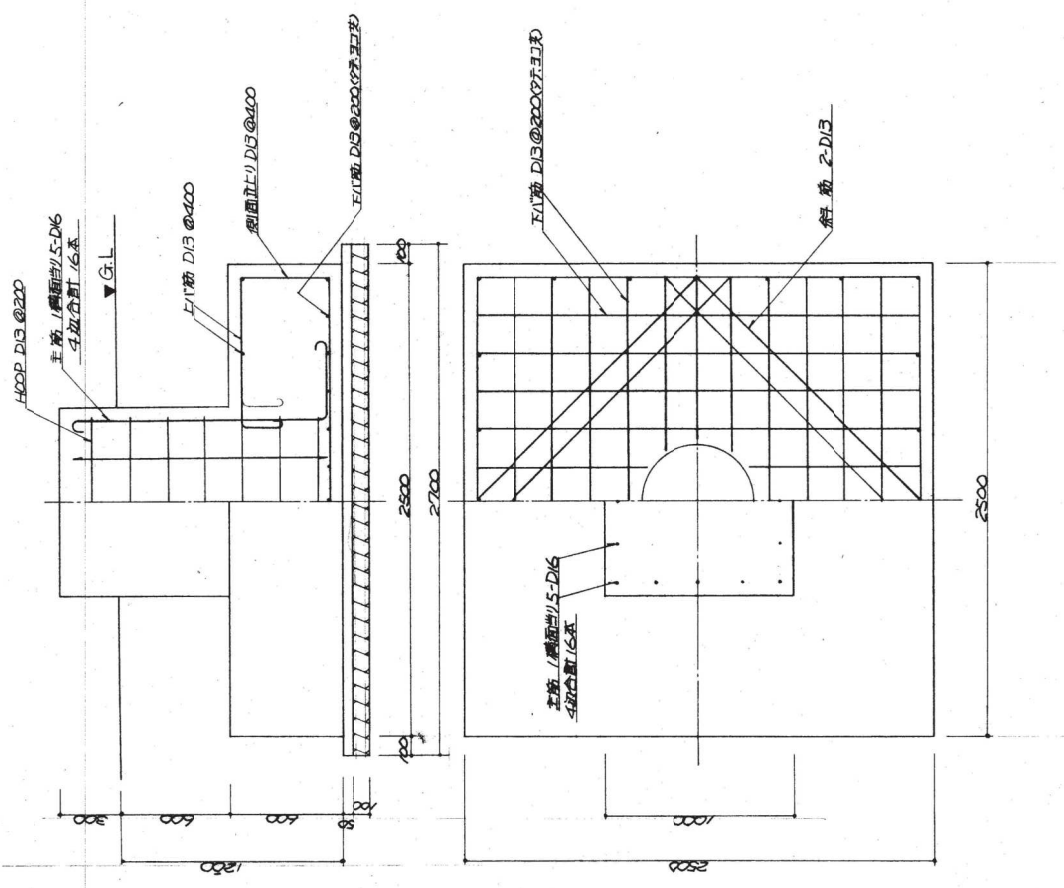 HOOP D13 @200
主筋 1構面当り5-D16
4辺合計16本
▼G.L
上バ筋 D13 @400
側面立上り D13 @400
下バ筋 D13@200(タテ,ヨコ共)
100
2500
2700
100
300
600
600
50
100
1200
下バ筋 D13@200(タテ,ヨコ共)
斜筋 2-D13
主筋 1構面当り5-D16
4辺合計16本
2500
1000
2500